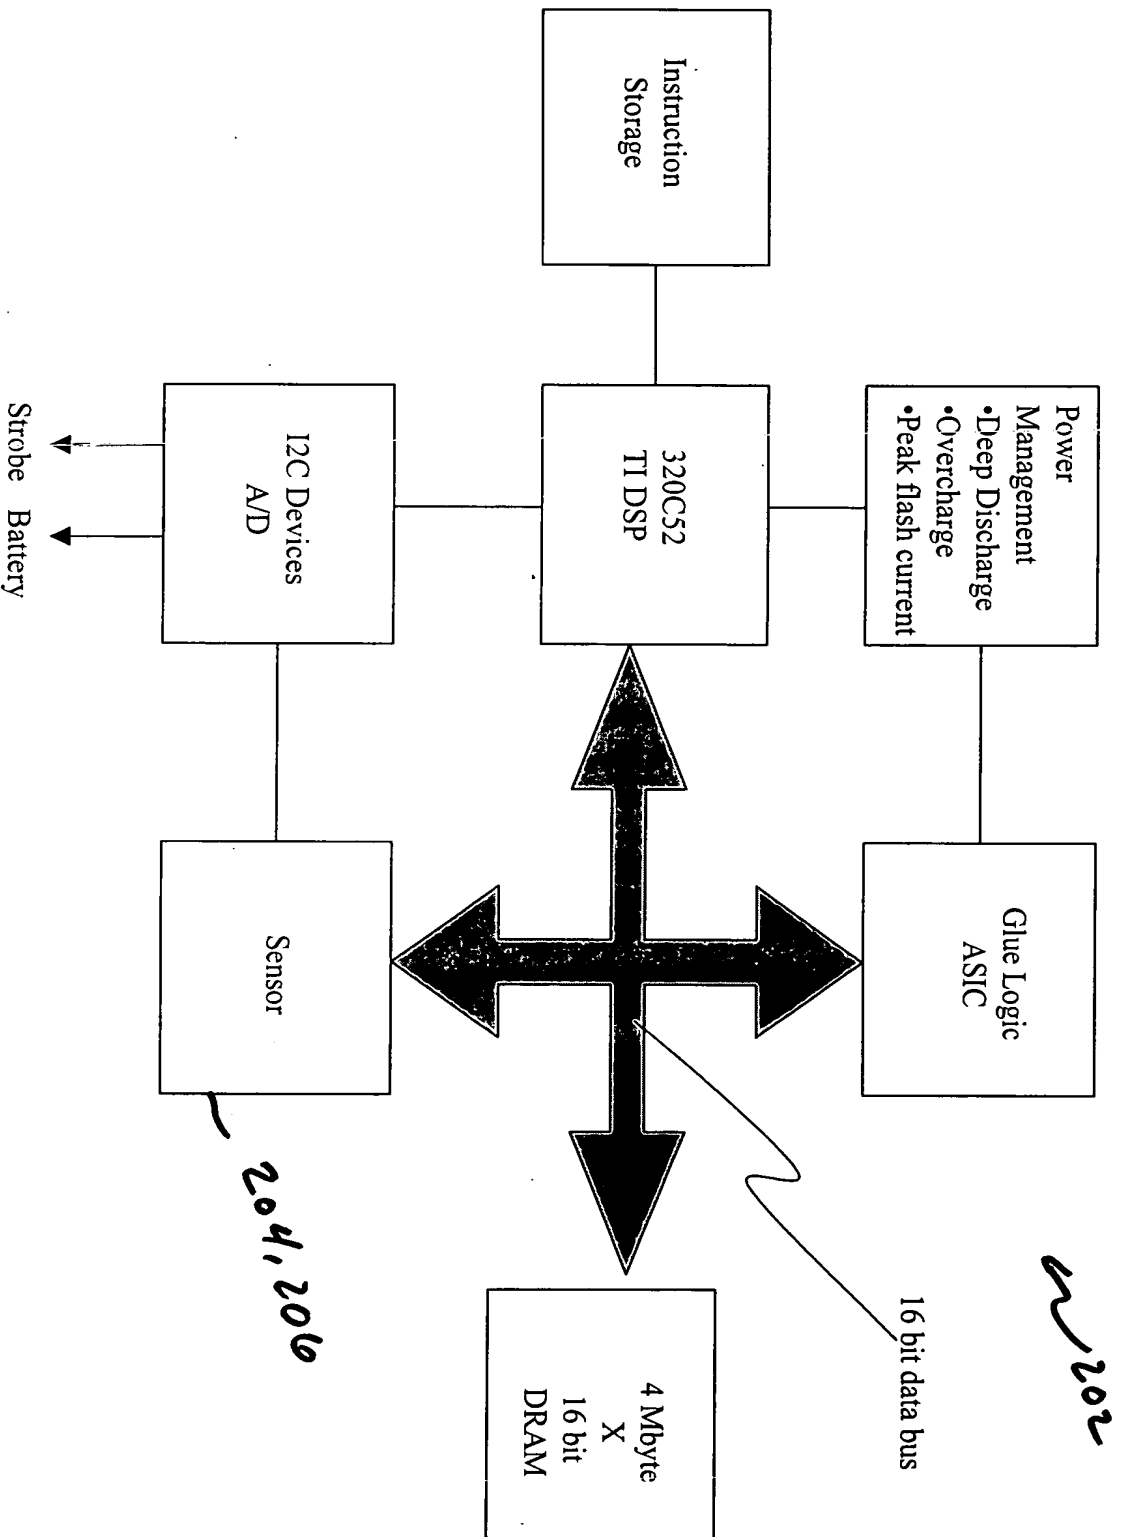 Power
Management
•Deep Discharge
•Overcharge
•Peak flash current
Glue Logic
ASIC
202
16 bit data bus
Instruction
Storage
320C52
TI DSP
4 Mbyte
X
16 bit
DRAM
I2C Devices
A/D
Sensor
204, 206
Strobe Battery